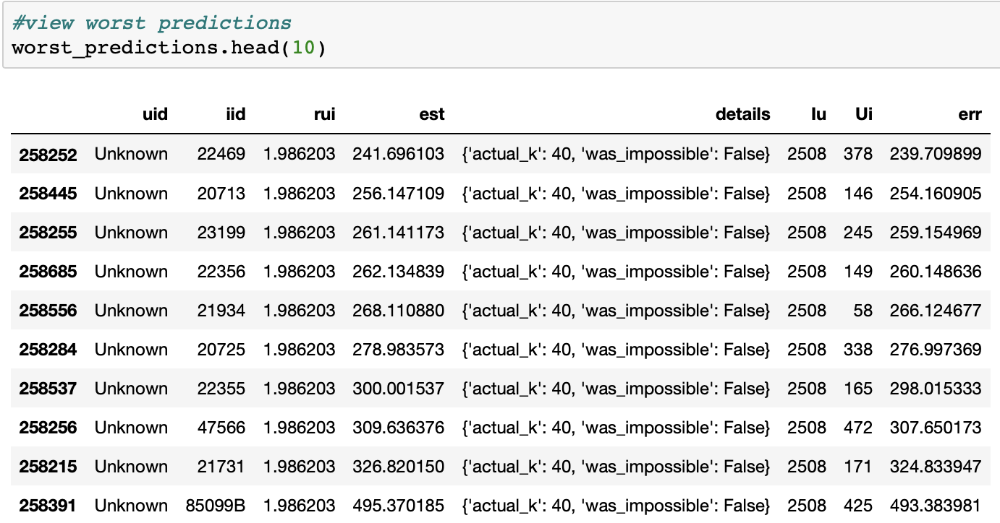 #view worst predictions
worst_predictions.head(10)
uid iid rui est details Iu Ui err
258252 Unknown 22469 1.986203 241.696103 {'actual_k': 40, 'was_impossible': False} 2508 378 239.709899
258445 Unknown 20713 1.986203 256.147109 {'actual_k': 40, 'was_impossible': False} 2508 146 254.160905
258255 Unknown 23199 1.986203 261.141173 {'actual_k': 40, 'was_impossible': False} 2508 245 259.154969
258685 Unknown 22356 1.986203 262.134839 {'actual_k': 40, 'was_impossible': False} 2508 149 260.148636
258556 Unknown 21934 1.986203 268.110880 {'actual_k': 40, 'was_impossible': False} 2508 58 266.124677
258284 Unknown 20725 1.986203 278.983573 {'actual_k': 40, 'was_impossible': False} 2508 338 276.997369
258537 Unknown 22355 1.986203 300.001537 {'actual_k': 40, 'was_impossible': False} 2508 165 298.015333
258256 Unknown 47566 1.986203 309.636376 {'actual_k': 40, 'was_impossible': False} 2508 472 307.650173
258215 Unknown 21731 1.986203 326.820150 {'actual_k': 40, 'was_impossible': False} 2508 171 324.833947
258391 Unknown 85099B 1.986203 495.370185 {'actual_k': 40, 'was_impossible': False} 2508 425 493.383981